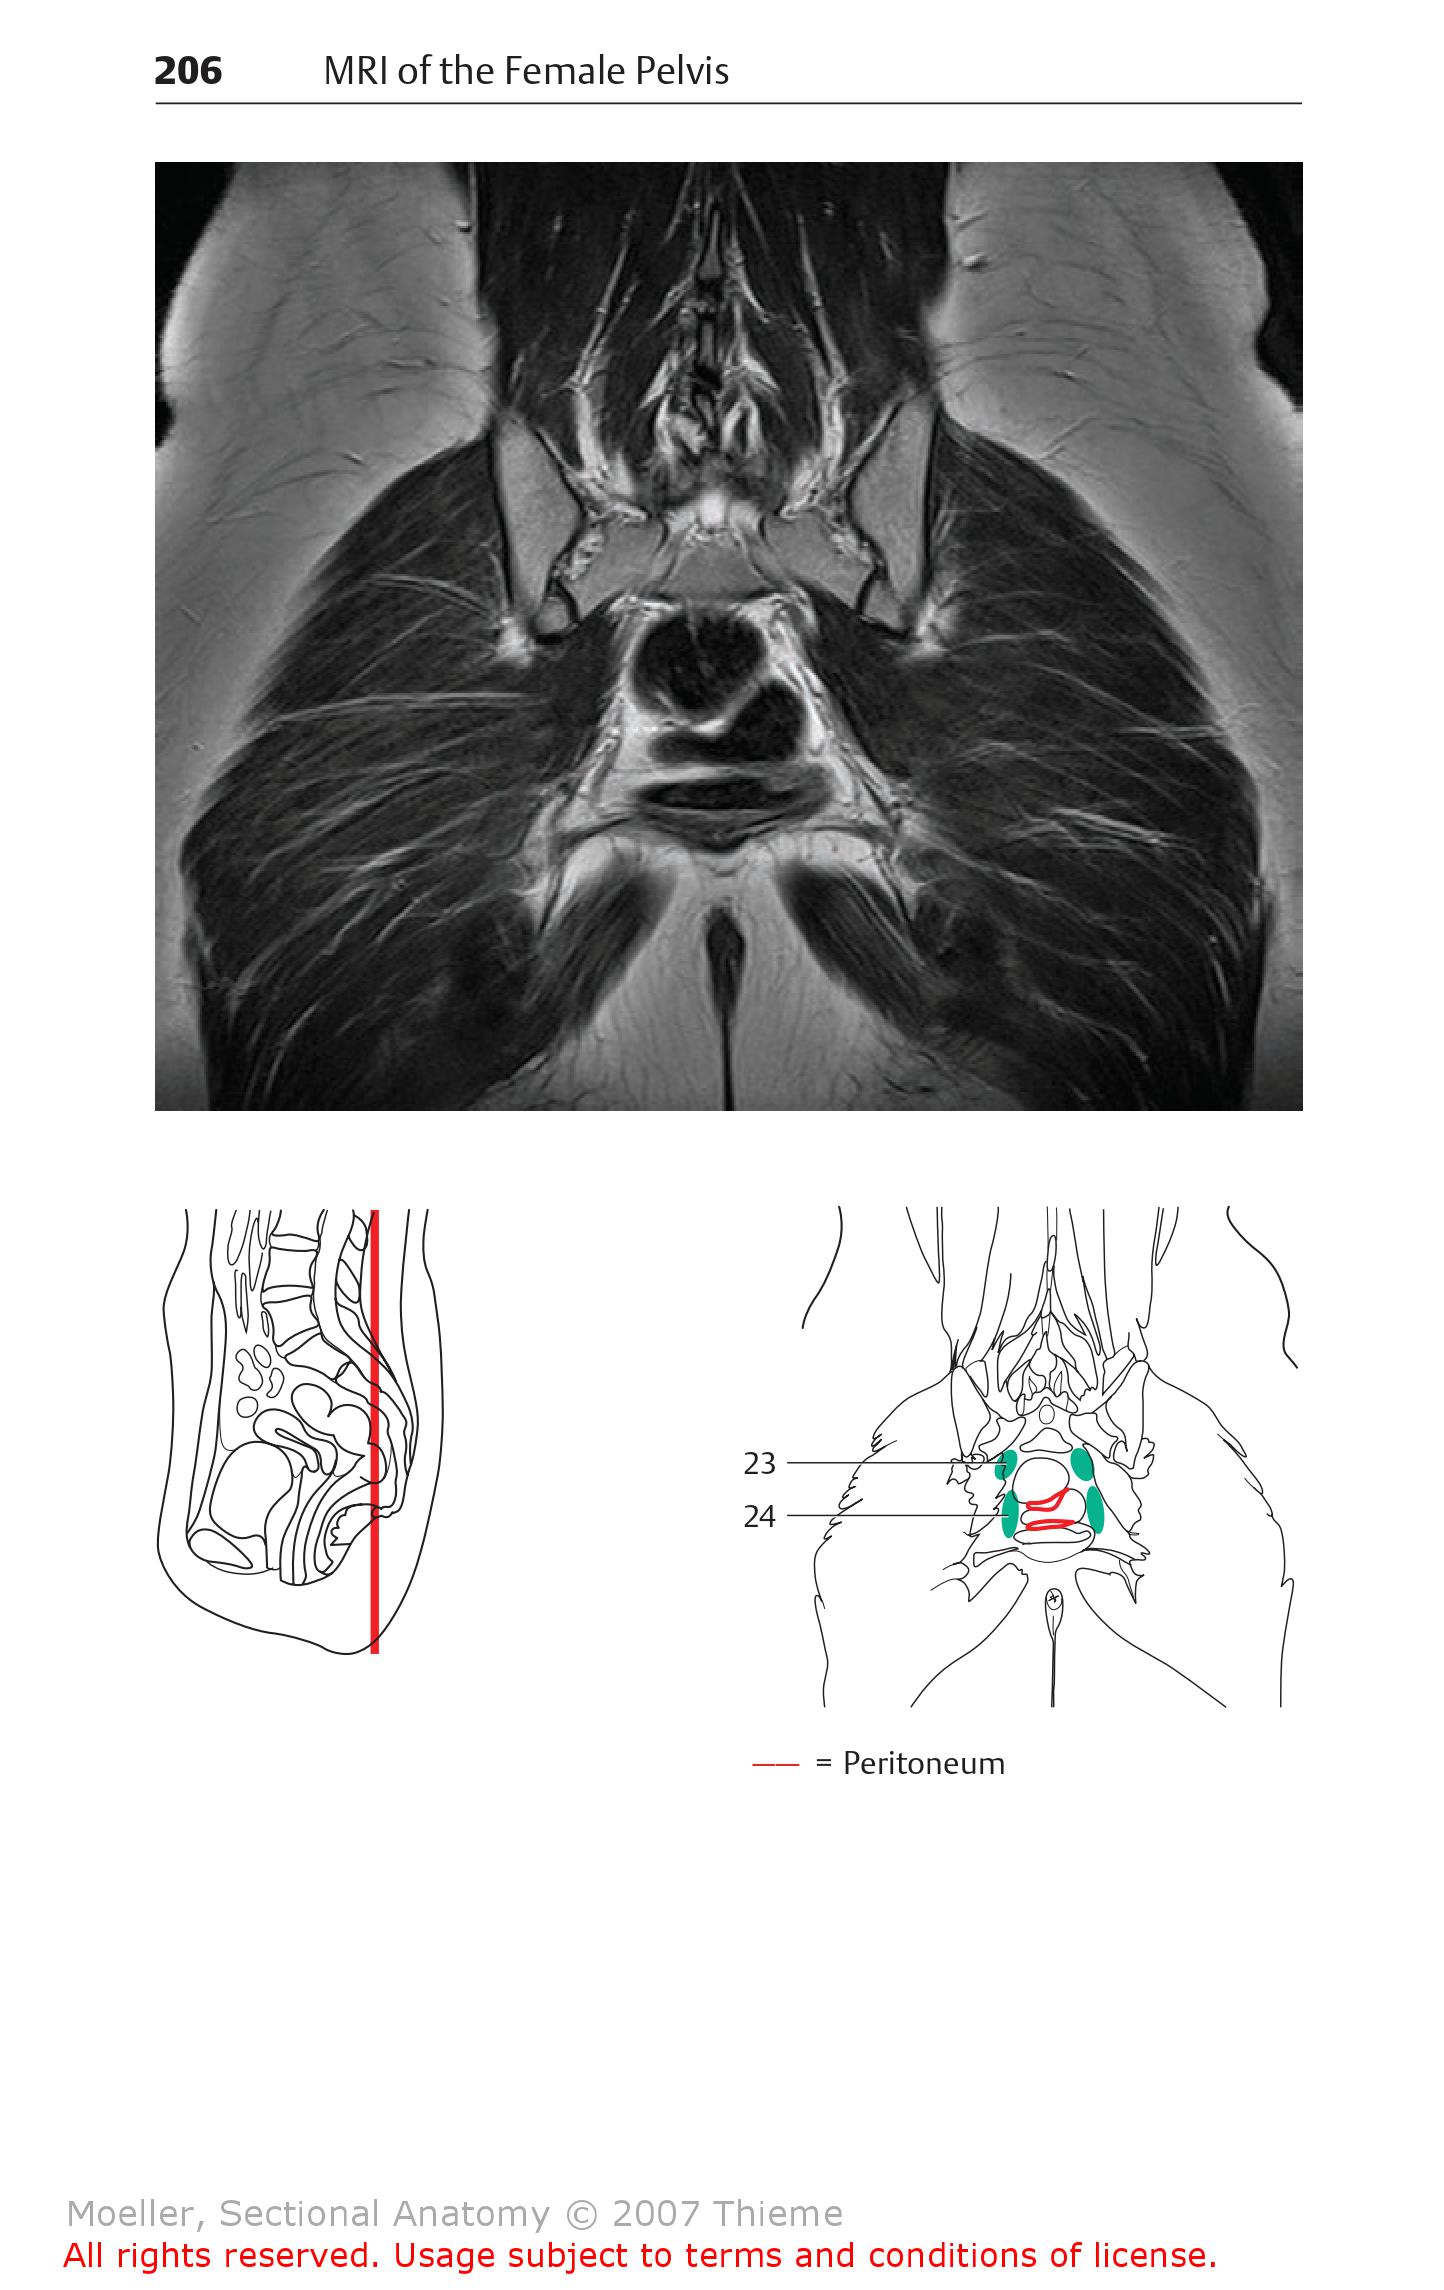 206 MRI of the Female Pelvis
23
24
—— = Peritoneum
Moeller, Sectional Anatomy © 2007 Thieme
All rights reserved. Usage subject to terms and conditions of license.